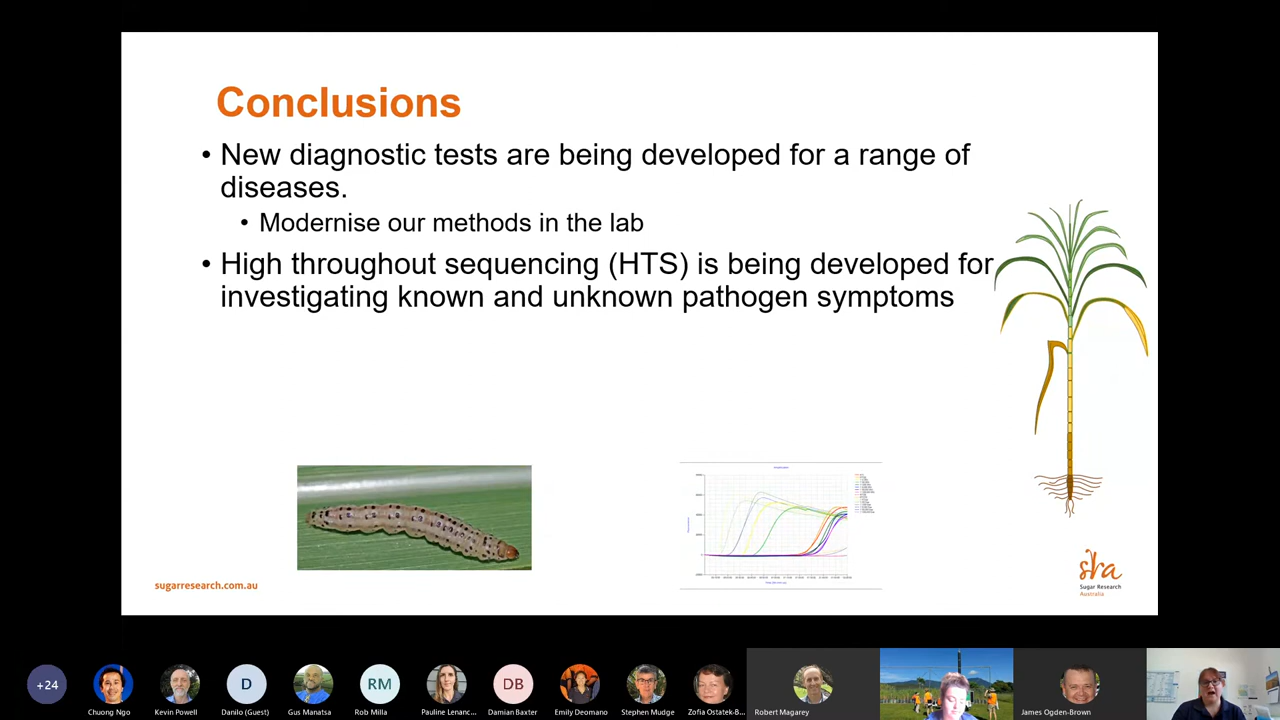 Conclusions
• New diagnostic tests are being developed for a range of
diseases.
• Modernise our methods in the lab
• High throughout sequencing (HTS) is being developed for
investigating known and unknown pathogen symptoms
sugarresearch.com.au
sra
Sugar Research
Australia
+24
D
RM
DB
Chuong Ngo
Kevin Powell
Danilo (Guest)
Gus Manatsa
Rob Milla
Pauline Lenanc...
Damian Baxter
Emily Deomano
Stephen Mudge
Zofia Ostatek-B...
Robert Magarey
James Ogden-Brown